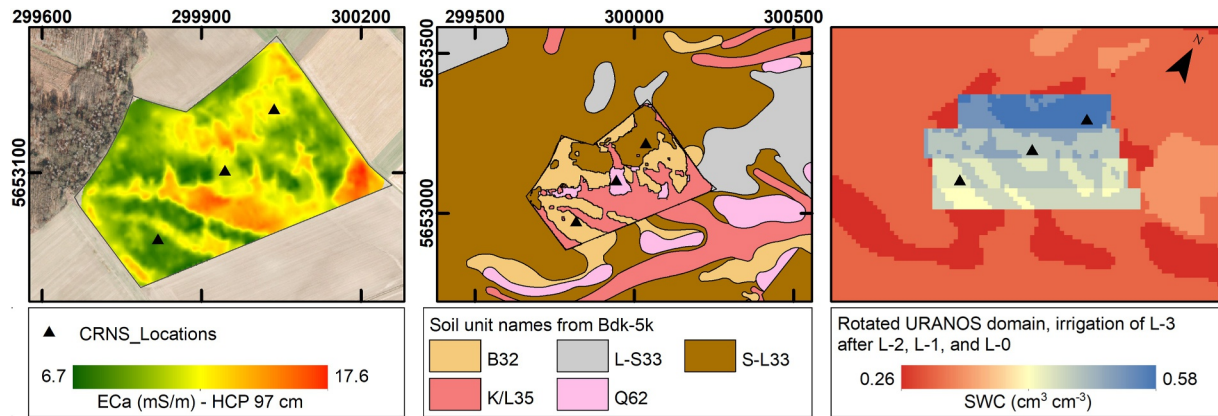 299600 299900 300200
5653100
CRNS_Locations
6.7 17.6
ECa (mS/m) - HCP 97 cm
299500 300000 300500
5653500
5653000
Soil unit names from Bdk-5k
B32 L-S33 S-L33
K/L35 Q62
N
Rotated URANOS domain, irrigation of L-3
after L-2, L-1, and L-0
0.26 0.58
SWC (cm³ cm⁻³)